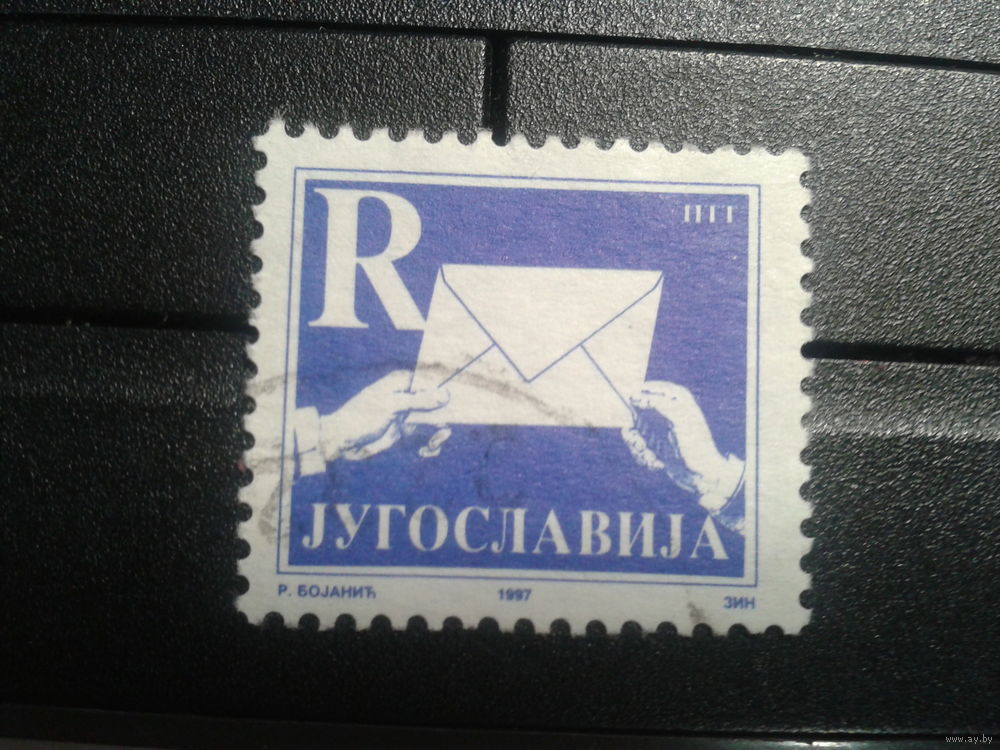 R
ПТТ
ЈУГОСЛАВИЈА
Р. БОЈАНИЋ 1997 ЗИН
www.ay.by